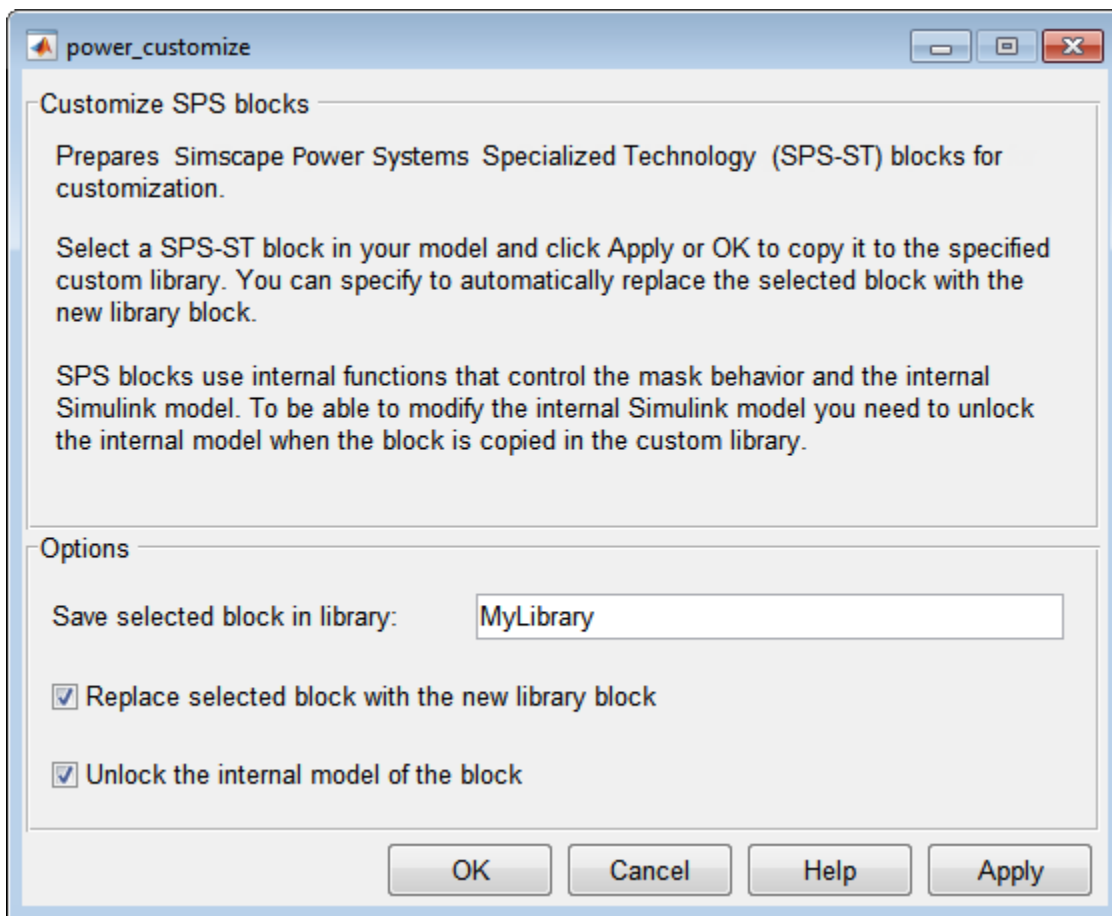 power_customize
Customize SPS blocks
Prepares Simscape Power Systems Specialized Technology (SPS-ST) blocks for
customization.
Select a SPS-ST block in your model and click Apply or OK to copy it to the specified
custom library. You can specify to automatically replace the selected block with the
new library block.
SPS blocks use internal functions that control the mask behavior and the internal
Simulink model. To be able to modify the internal Simulink model you need to unlock
the internal model when the block is copied in the custom library.
Options
Save selected block in library: MyLibrary
Replace selected block with the new library block
Unlock the internal model of the block
OK Cancel Help Apply